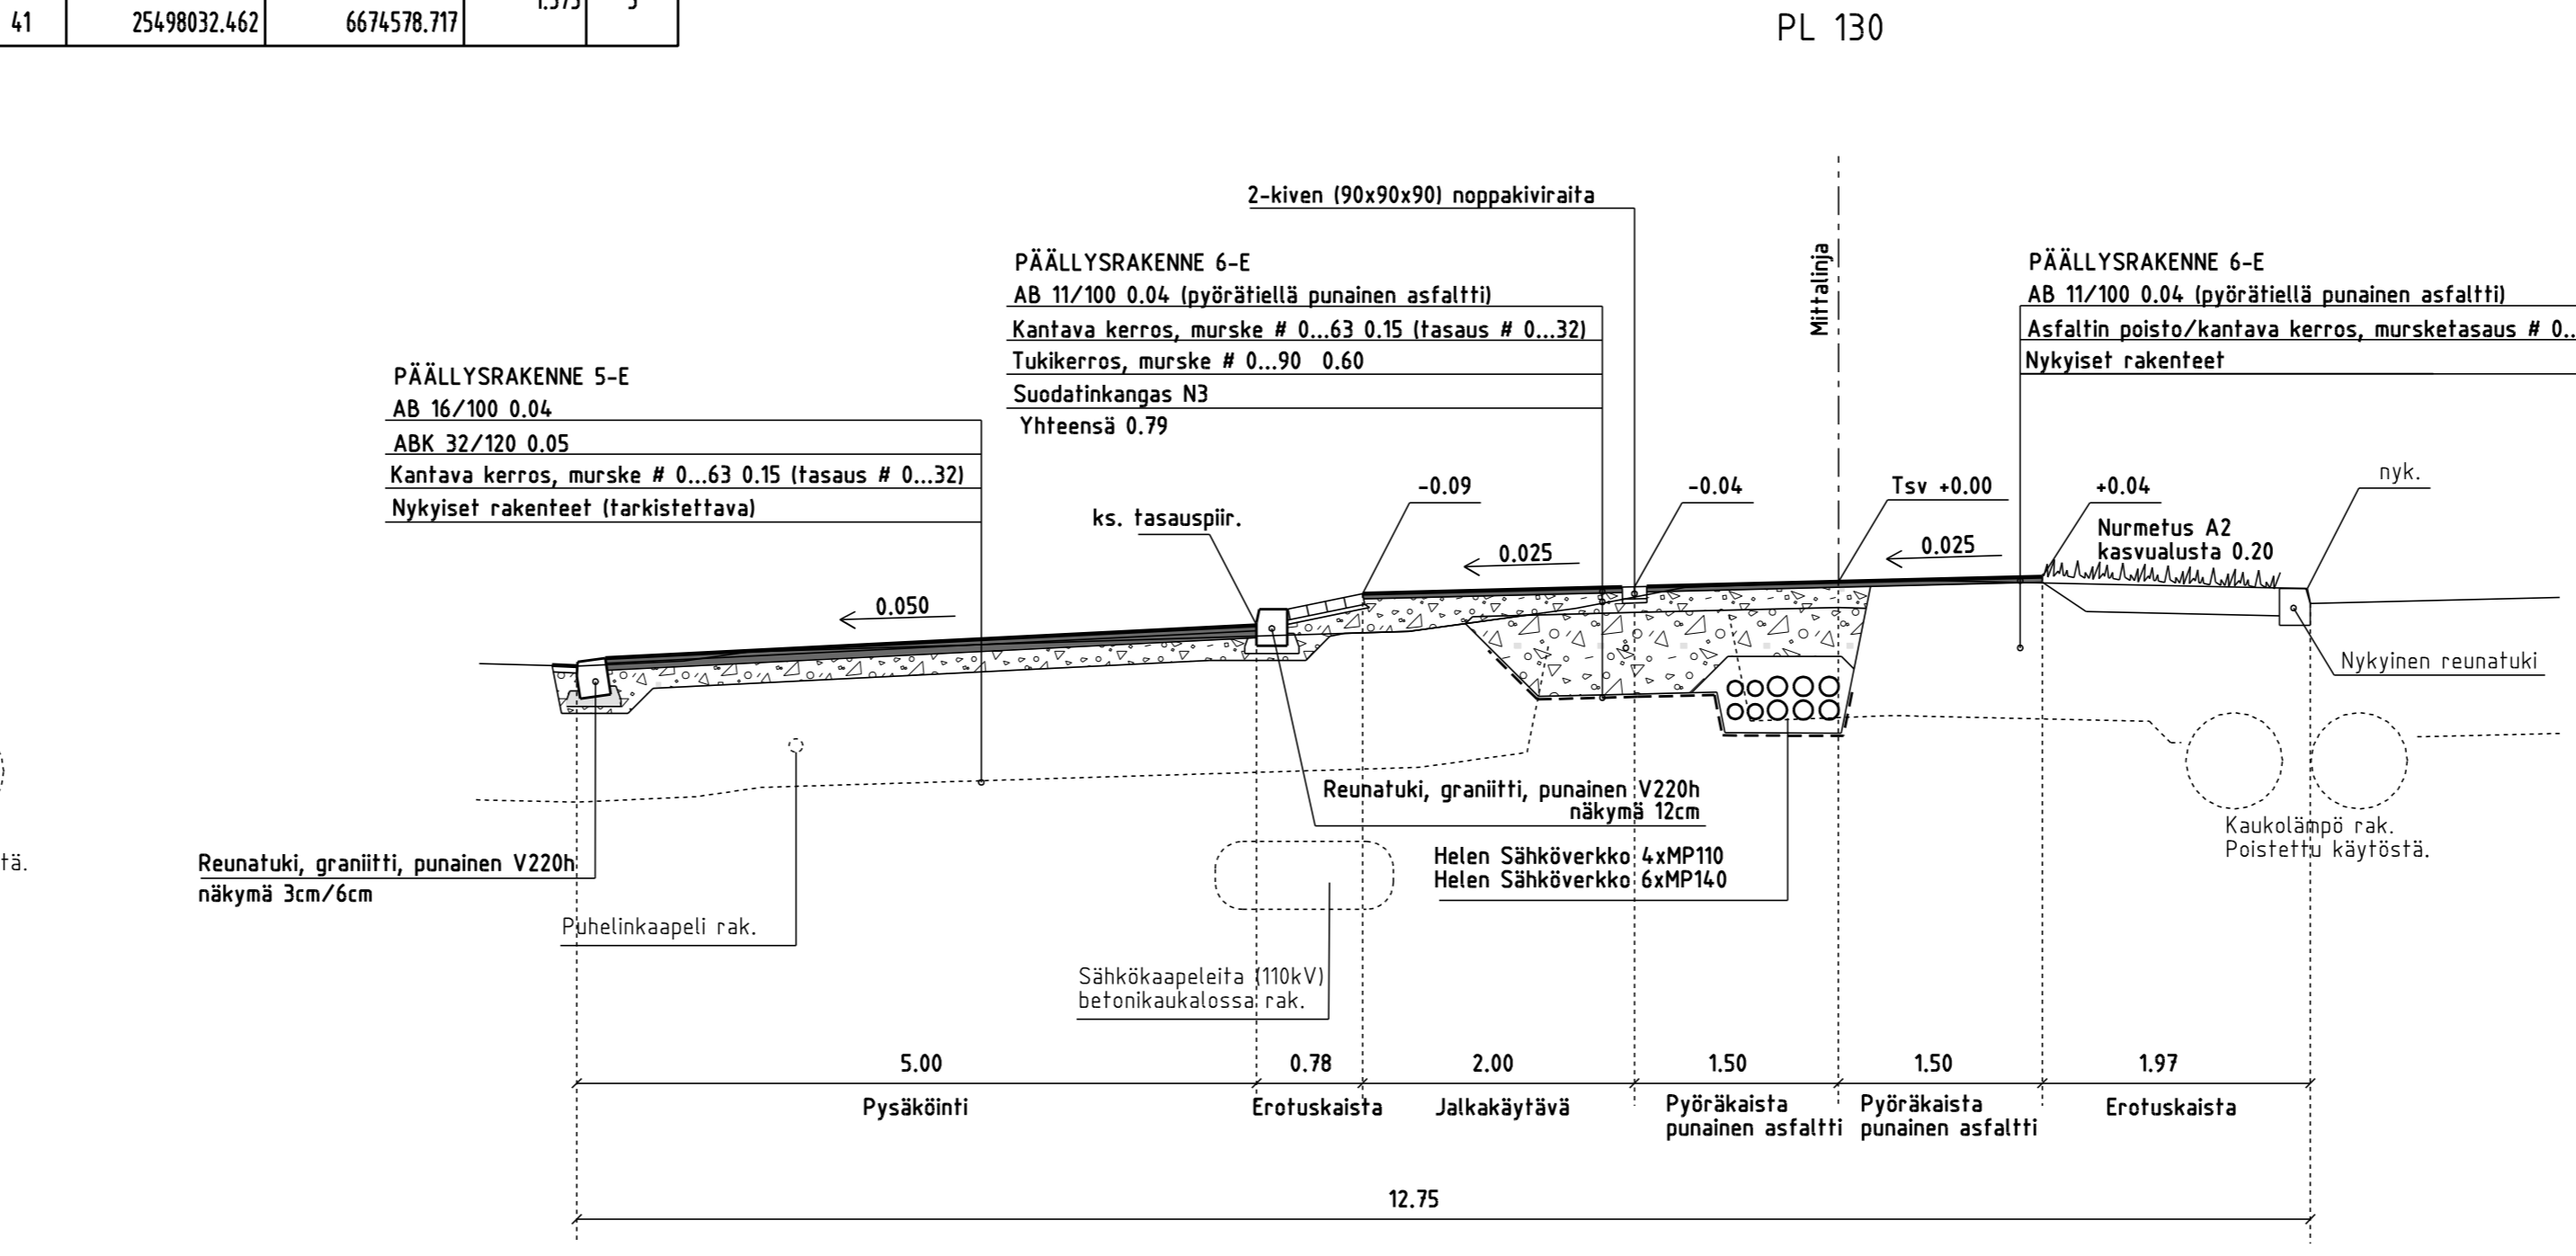 41 25498032.462 6674578.717
PL 130
2-kiven (90x90x90) noppakiviraita
Mittalinja
PÄÄLLYSRAKENNE 6-E
AB 11/100 0.04 (pyörätiellä punainen asfaltti)
Kantava kerros, murske # 0...63 0.15 (tasaus # 0...32)
Tukikerros, murske # 0...90 0.60
Suodatinkangas N3
Yhteensä 0.79
PÄÄLLYSRAKENNE 6-E
AB 11/100 0.04 (pyörätiellä punainen asfaltti)
Asfaltin poisto/kantava kerros, mursketasaus # 0..
Nykyiset rakenteet
PÄÄLLYSRAKENNE 5-E
AB 16/100 0.04
ABK 32/120 0.05
Kantava kerros, murske # 0...63 0.15 (tasaus # 0...32)
Nykyiset rakenteet (tarkistettava)
ks. tasauspiir.
-0.09
-0.04
Tsv +0.00
+0.04
nyk.
Nurmetus A2
kasvualusta 0.20
0.050
0.025
0.025
Nykyinen reunatuki
Reunatuki, graniitti, punainen V220h
näkymä 12cm
Helen Sähköverkko 4xMP110
Helen Sähköverkko 6xMP140
Kaukolämpö rak.
Poistettu käytöstä.
tä.
Reunatuki, graniitti, punainen V220h
näkymä 3cm/6cm
Puhelinkaapeli rak.
Sähkökaapeleita (110kV)
betonikaukalossa rak.
5.00 0.78 2.00 1.50 1.50 1.97
Pysäköinti Erotuskaista Jalkakäytävä Pyöräkaista Pyöräkaista Erotuskaista
punainen asfaltti punainen asfaltti
12.75